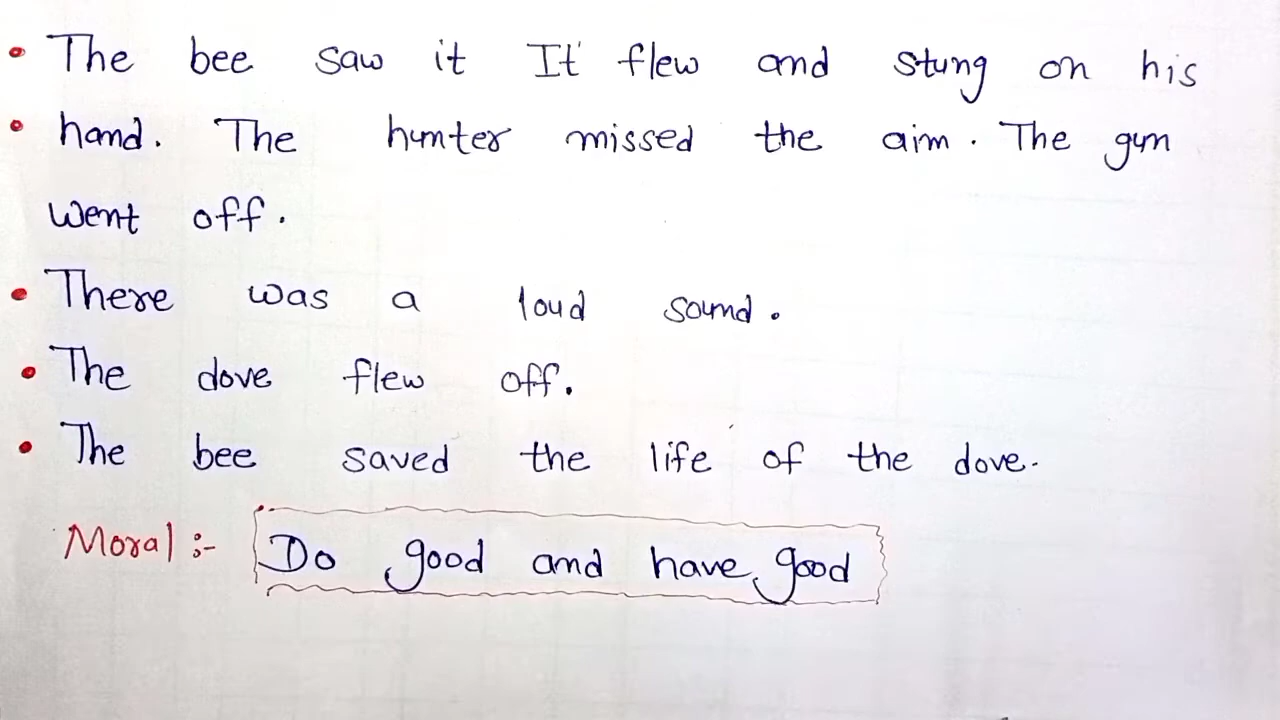 • The bee saw it It flew and stung on his
• hand. The hunter missed the aim. The gun
went off.
• There was a loud sound.
• The dove flew off.
• The bee saved the life of the dove.
Moral :- Do good and have good